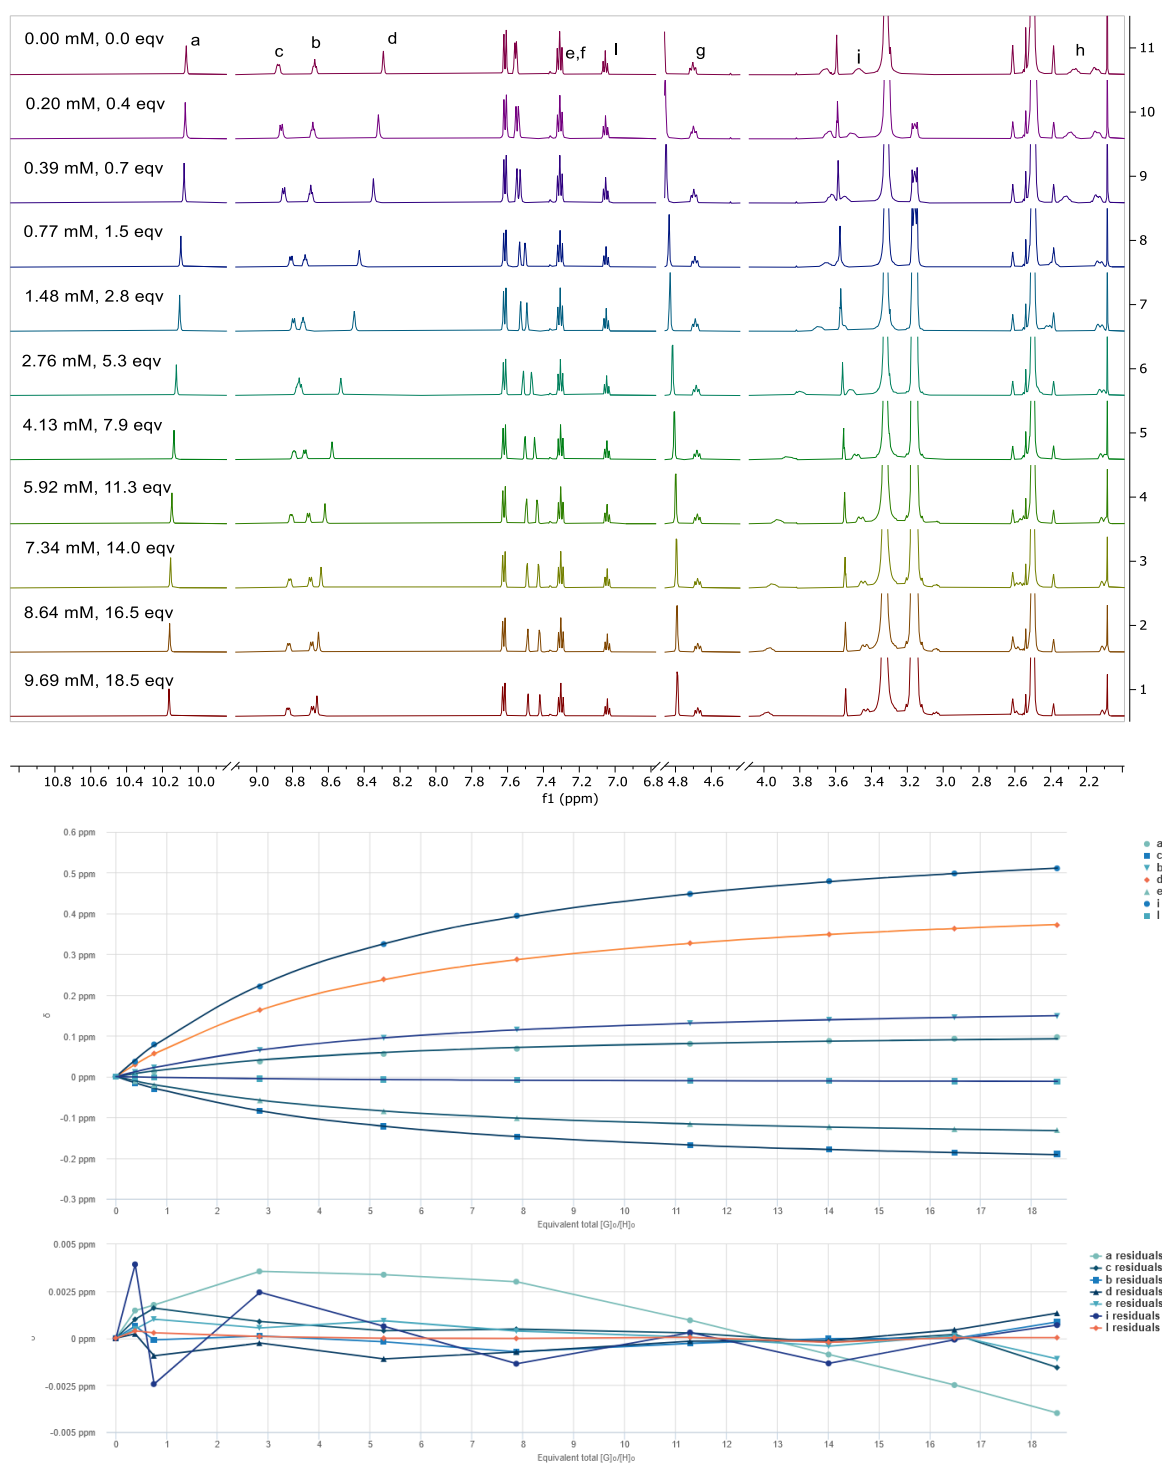 0.00 mM, 0.0 eqv
a
c
b
d
e,f
l
g
i
h
11
0.20 mM, 0.4 eqv
10
0.39 mM, 0.7 eqv
9
0.77 mM, 1.5 eqv
8
1.48 mM, 2.8 eqv
7
2.76 mM, 5.3 eqv
6
4.13 mM, 7.9 eqv
5
5.92 mM, 11.3 eqv
4
7.34 mM, 14.0 eqv
3
8.64 mM, 16.5 eqv
2
9.69 mM, 18.5 eqv
1
10.8 10.6 10.4 10.2 10.0 9.0 8.8 8.6 8.4 8.2 8.0 7.8 7.6 7.4 7.2 7.0 6.8 4.8 4.6 4.0 3.8 3.6 3.4 3.2 3.0 2.8 2.6 2.4 2.2
f1 (ppm)
0.6 ppm
0.5 ppm
0.4 ppm
0.3 ppm
0.2 ppm
0.1 ppm
0 ppm
-0.1 ppm
-0.2 ppm
-0.3 ppm
δ
0 1 2 3 4 5 6 7 8 9 10 11 12 13 14 15 16 17 18
Equivalent total [G]₀/[H]₀
a
c
b
d
e
i
l
0.005 ppm
0.0025 ppm
0 ppm
-0.0025 ppm
-0.005 ppm
0 1 2 3 4 5 6 7 8 9 10 11 12 13 14 15 16 17 18
Equivalent total [G]₀/[H]₀
a residuals
c residuals
b residuals
d residuals
e residuals
i residuals
l residuals